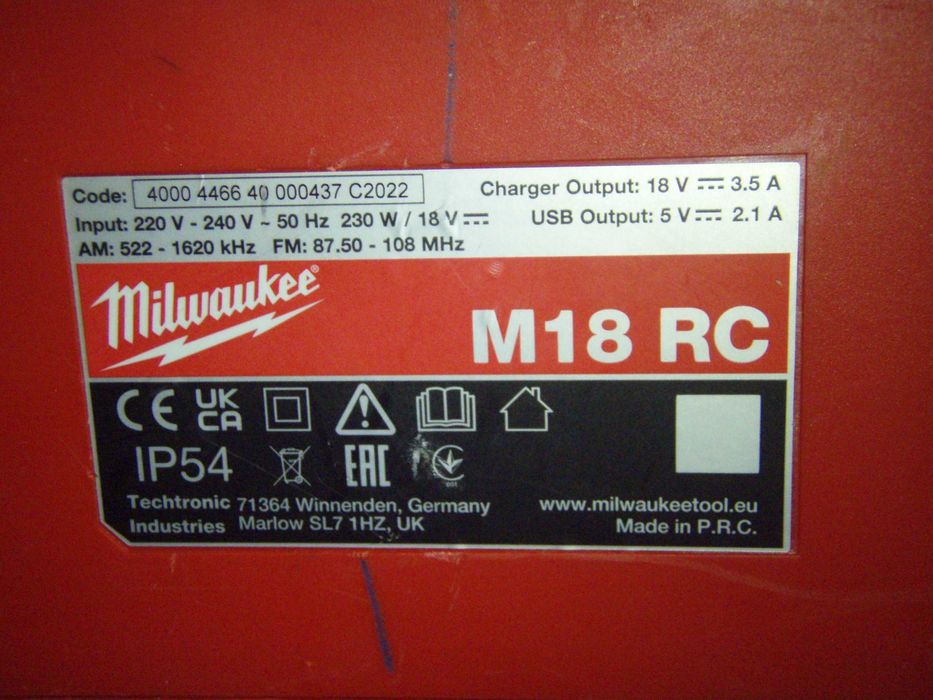 Code: 4000 4466 40 000437 C2022
Charger Output: 18 V ⎓ 3.5 A
Input: 220 V - 240 V ~ 50 Hz 230 W / 18 V ⎓
USB Output: 5 V ⎓ 2.1 A
AM: 522 - 1620 kHz FM: 87.50 - 108 MHz
Milwaukee®
M18 RC
CE UK CA
IP54 EAC
001
Techtronic Industries
71364 Winnenden, Germany
Marlow SL7 1HZ, UK
www.milwaukeetool.eu
Made in P.R.C.